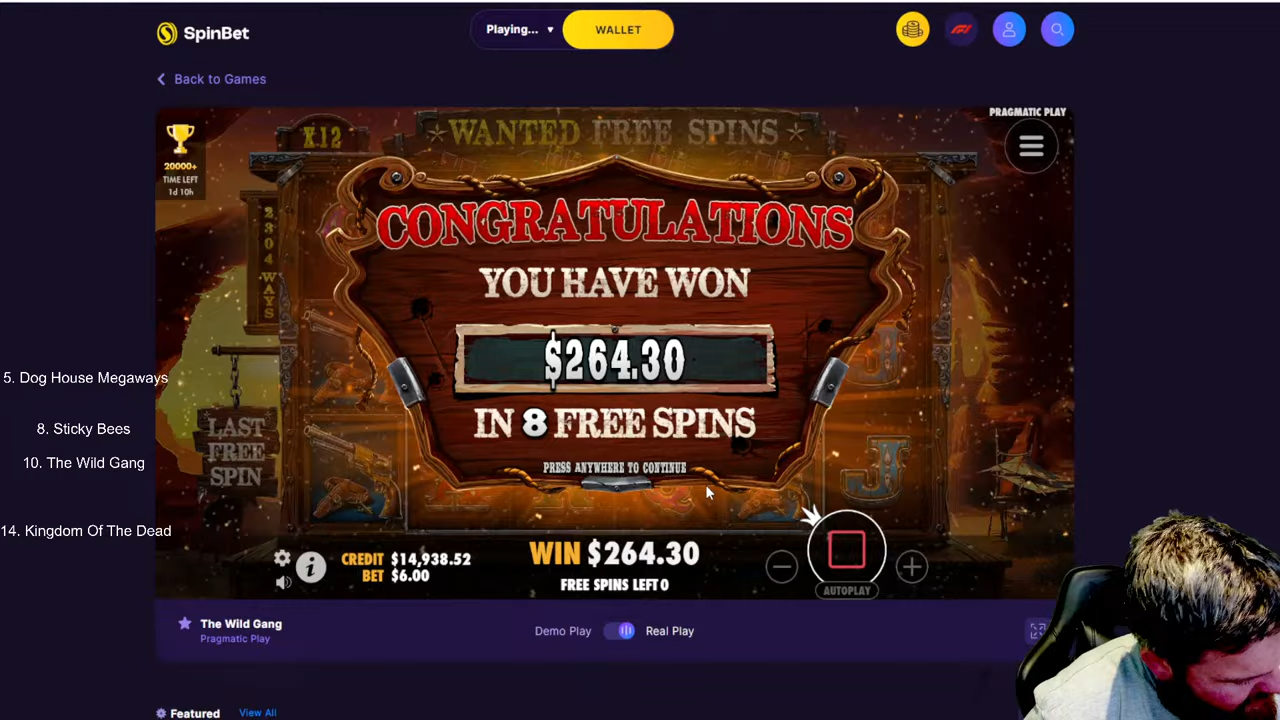 SpinBet
Playing...
WALLET
Back to Games
PRAGMATIC PLAY
20000+
TIME LEFT
1d 10h
X12
WANTED FREE SPINS
2304 WAYS
CONGRATULATIONS
YOU HAVE WON
$264.30
IN 8 FREE SPINS
PRESS ANYWHERE TO CONTINUE
LAST
FREE
SPIN
5. Dog House Megaways
8. Sticky Bees
10. The Wild Gang
14. Kingdom Of The Dead
J
J
CREDIT $14,938.52
BET $6.00
WIN $264.30
FREE SPINS LEFT 0
AUTOPLAY
The Wild Gang
Pragmatic Play
Demo Play
Real Play
Featured
View All